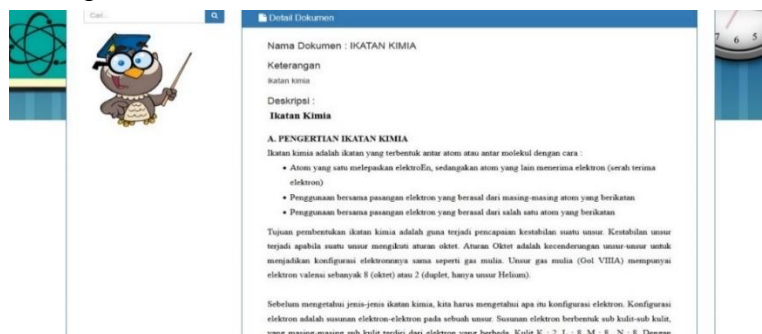 Cari...
Detail Dokumen
Nama Dokumen : IKATAN KIMIA
Keterangan
ikatan kimia
Deskripsi :
Ikatan Kimia
A. PENGERTIAN IKATAN KIMIA
Ikatan kimia adalah ikatan yang terbentuk antar atom atau antar molekul dengan cara :
• Atom yang satu melepaskan elektroEn, sedangakan atom yang lain menerima elektron (serah terima
elektron)
• Penggunaan bersama pasangan elektron yang berasal dari masing-masing atom yang berikatan
• Penggunaan bersama pasangan elektron yang berasal dari salah satu atom yang berikatan
Tujuan pembentukan ikatan kimia adalah guna terjadi pencapaian kestabilan suatu unsur. Kestabilan unsur
terjadi apabila suatu unsur mengikuti aturan oktet. Aturan Oktet adalah kecenderungan unsur-unsur untuk
menjadikan konfigurasi elektronnya sama seperti gas mulia. Unsur gas mulia (Gol VIIIA) mempunyai
elektron valensi sebanyak 8 (oktet) atau 2 (duplet, hanya unsur Helium).
Sebelum mengetahui jenis-jenis ikatan kimia, kita harus mengetahui apa itu konfigurasi elektron. Konfigurasi
elektron adalah susunan elektron-elektron pada sebuah unsur. Susunan elektron berbentuk sub kulit-sub kulit,
yang masing-masing sub kulit terdiri dari elektron yang berbeda. Kulit K : 2, L : 8, M : 8, N : 8. Dengan
7 6 5